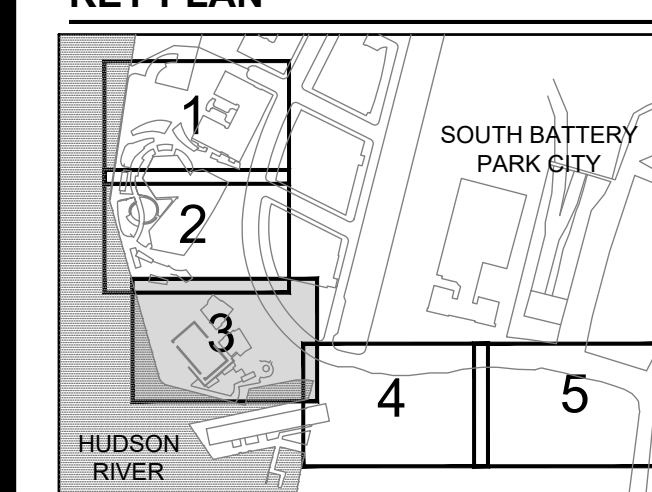 KEY PLAN
1
SOUTH BATTERY
PARK CITY
2
3
4
5
HUDSON
RIVER